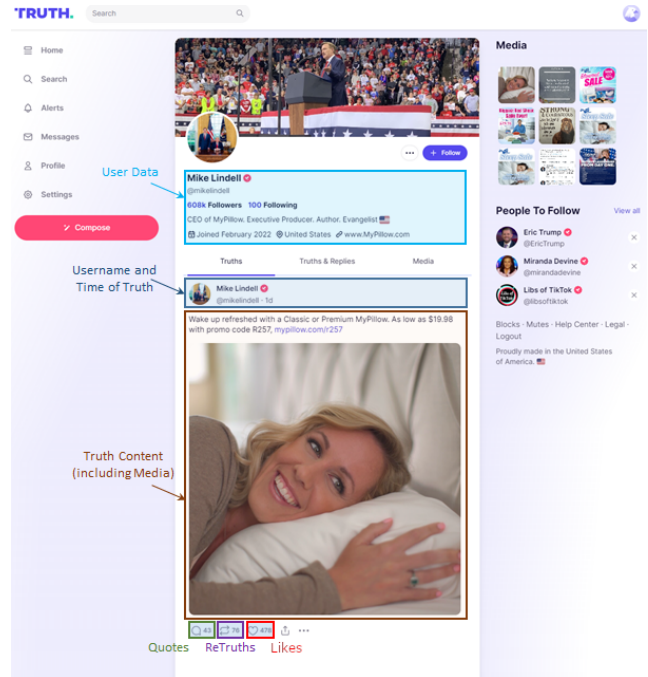 TRUTH.
Search
Home
Search
Alerts
Messages
Profile
Settings
Compose
User Data
Username and
Time of Truth
Truth Content
(including Media)
Follow
Mike Lindell
@mikelindell
608k Followers 100 Following
CEO of MyPillow. Executive Producer. Author. Evangelist
Joined February 2022 United States www.MyPillow.com
Truths Truths & Replies Media
Mike Lindell
@mikelindell · 1d
Wake up refreshed with a Classic or Premium MyPillow. As low as $19.98
with promo code R257, mypillow.com/r257
43 76 476
Quotes ReTruths Likes
Media
SALE
STRONG
People To Follow View all
Eric Trump
@EricTrump
Miranda Devine
@mirandadevine
Libs of TikTok
@libsoftiktok
Blocks · Mutes · Help Center · Legal ·
Logout
Proudly made in the United States
of America.